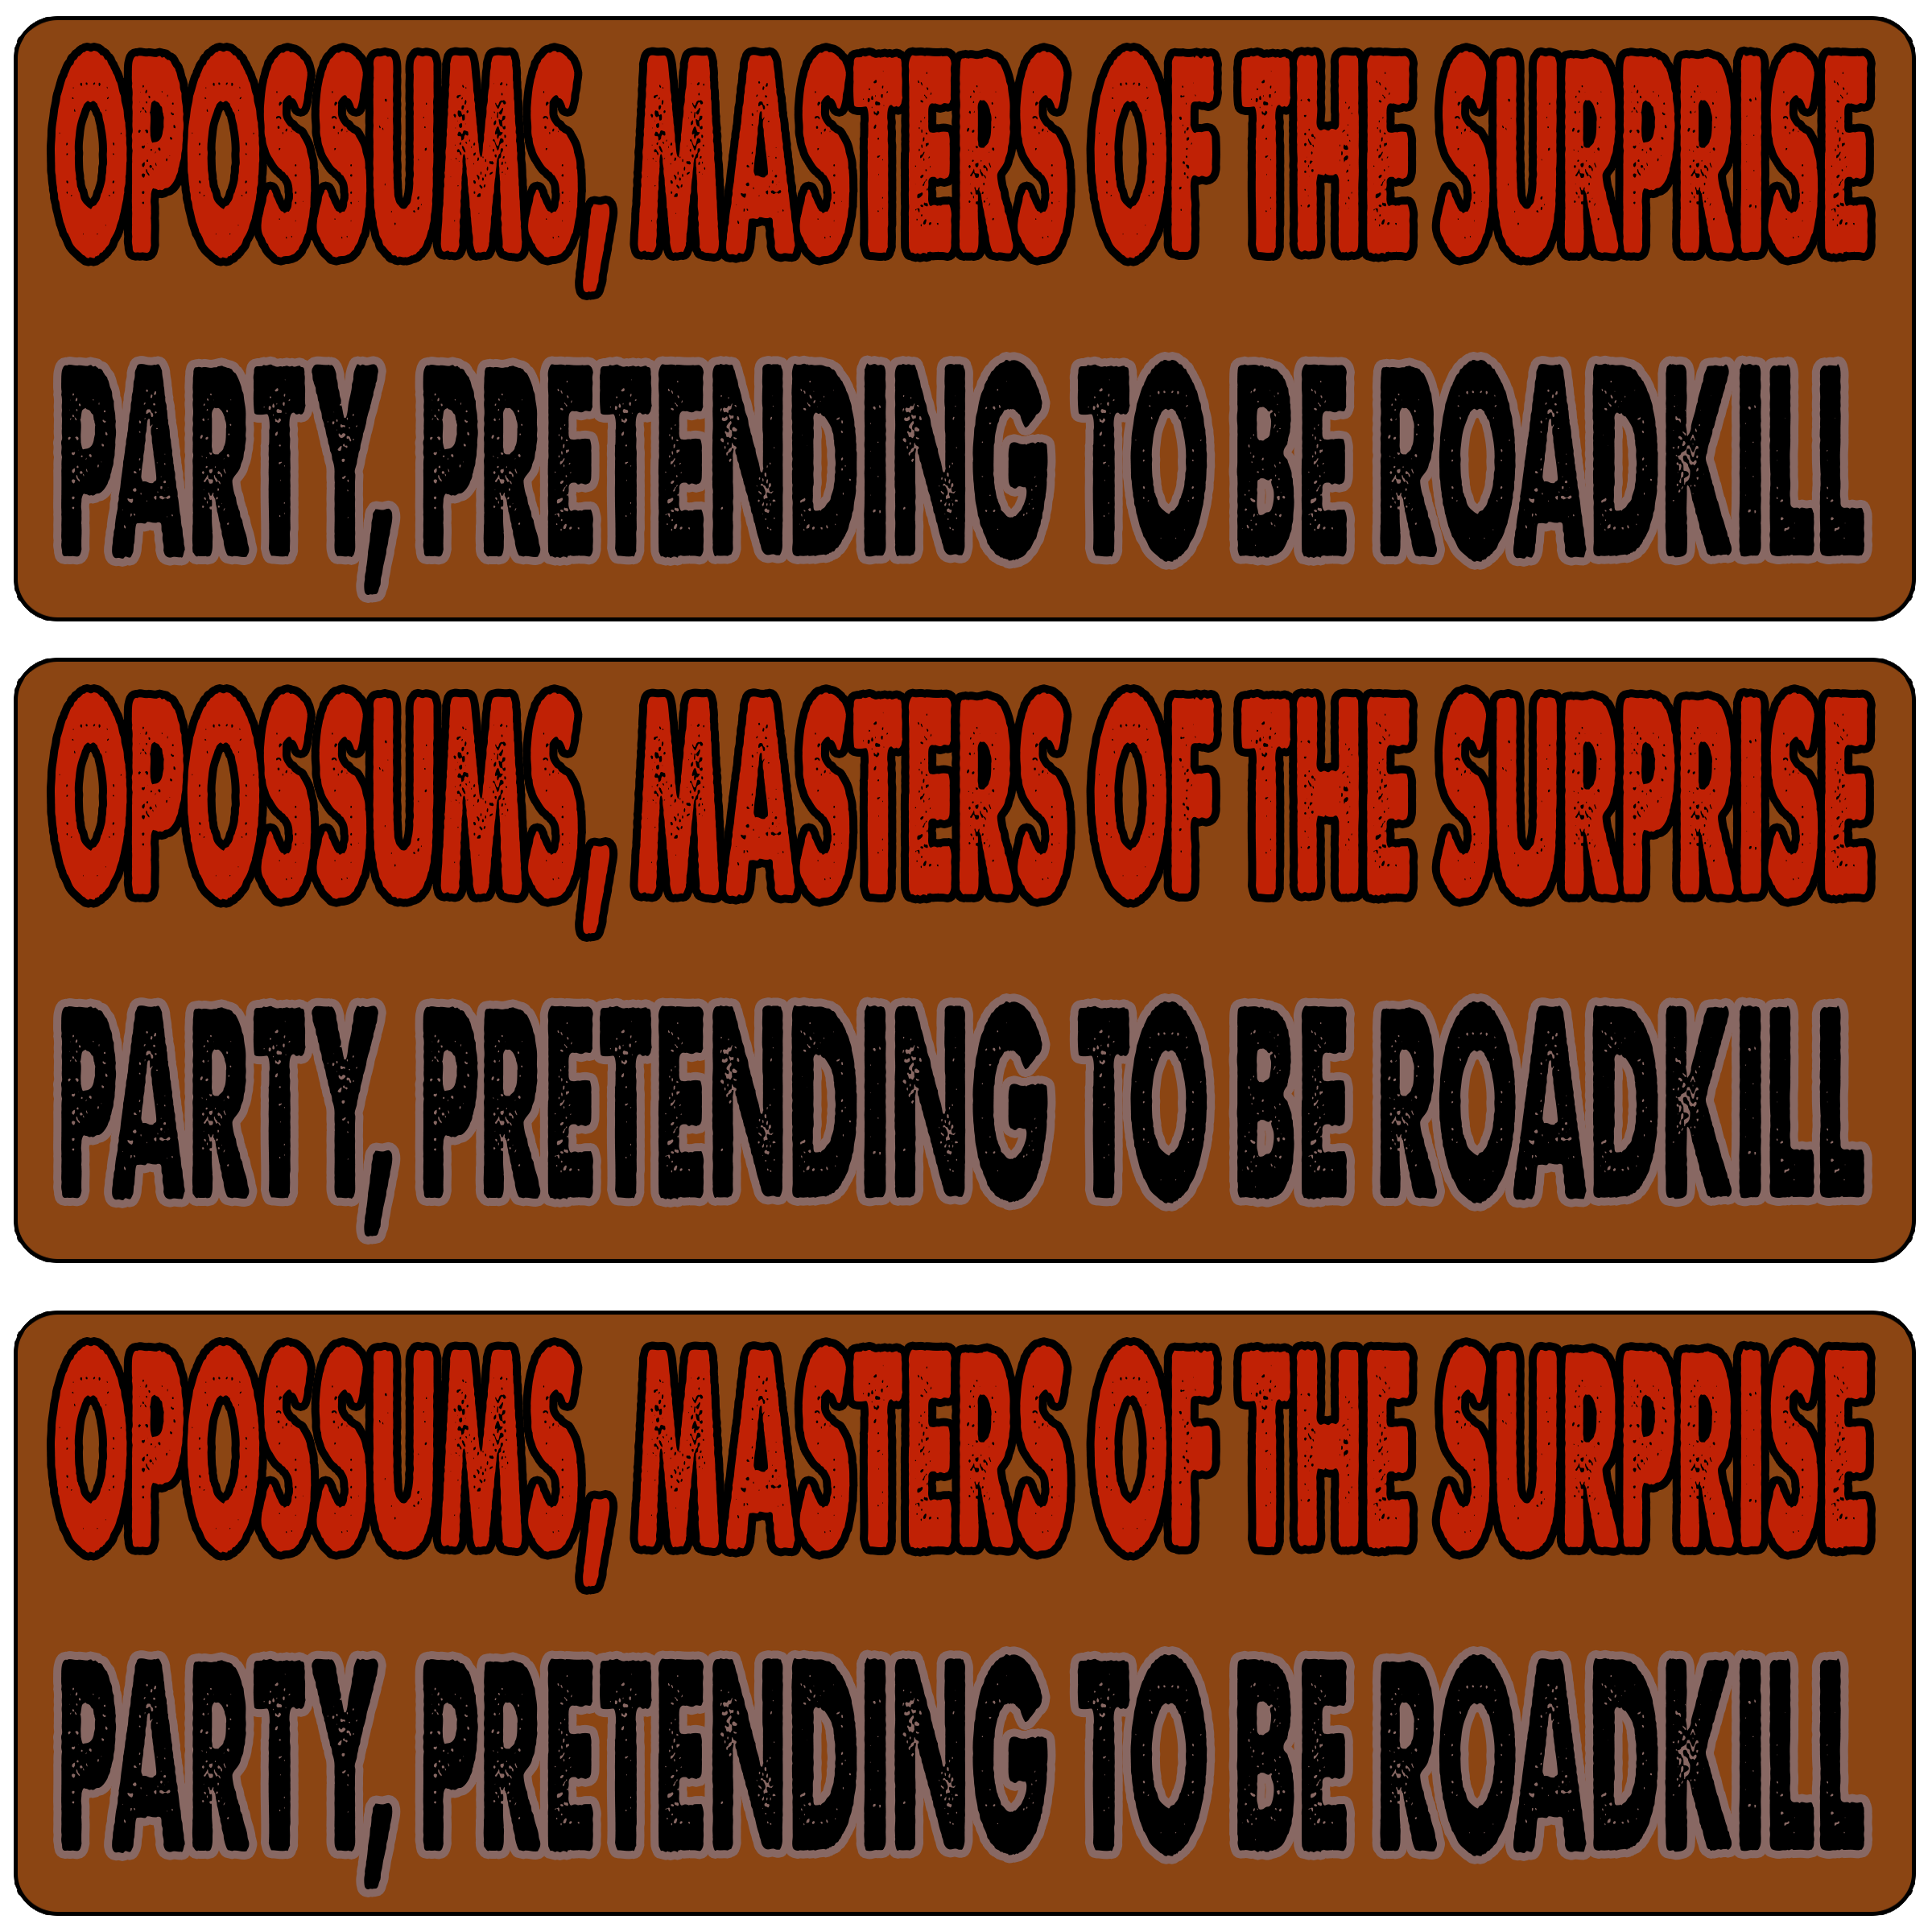 OPOSSUMS, MASTERS OF THE SURPRISE
PARTY, PRETENDING TO BE ROADKILL
OPOSSUMS, MASTERS OF THE SURPRISE
PARTY, PRETENDING TO BE ROADKILL
OPOSSUMS, MASTERS OF THE SURPRISE
PARTY, PRETENDING TO BE ROADKILL